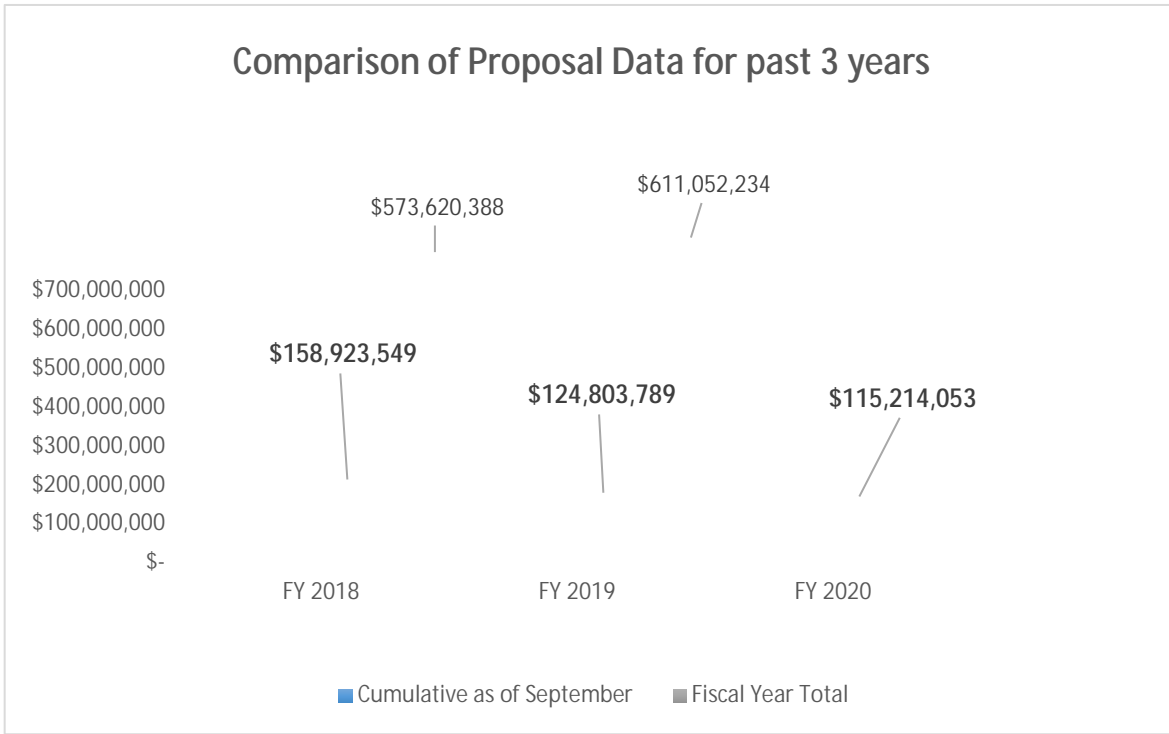 Comparison of Proposal Data for past 3 years
$611,052,234
$573,620,388
$700,000,000
$600,000,000
$158,923,549
$500,000,000
$124,803,789
$115,214,053
$400,000,000
$300,000,000
$200,000,000
$100,000,000
$-
FY 2018
FY 2019
FY 2020
Cumulative as of September
Fiscal Year Total